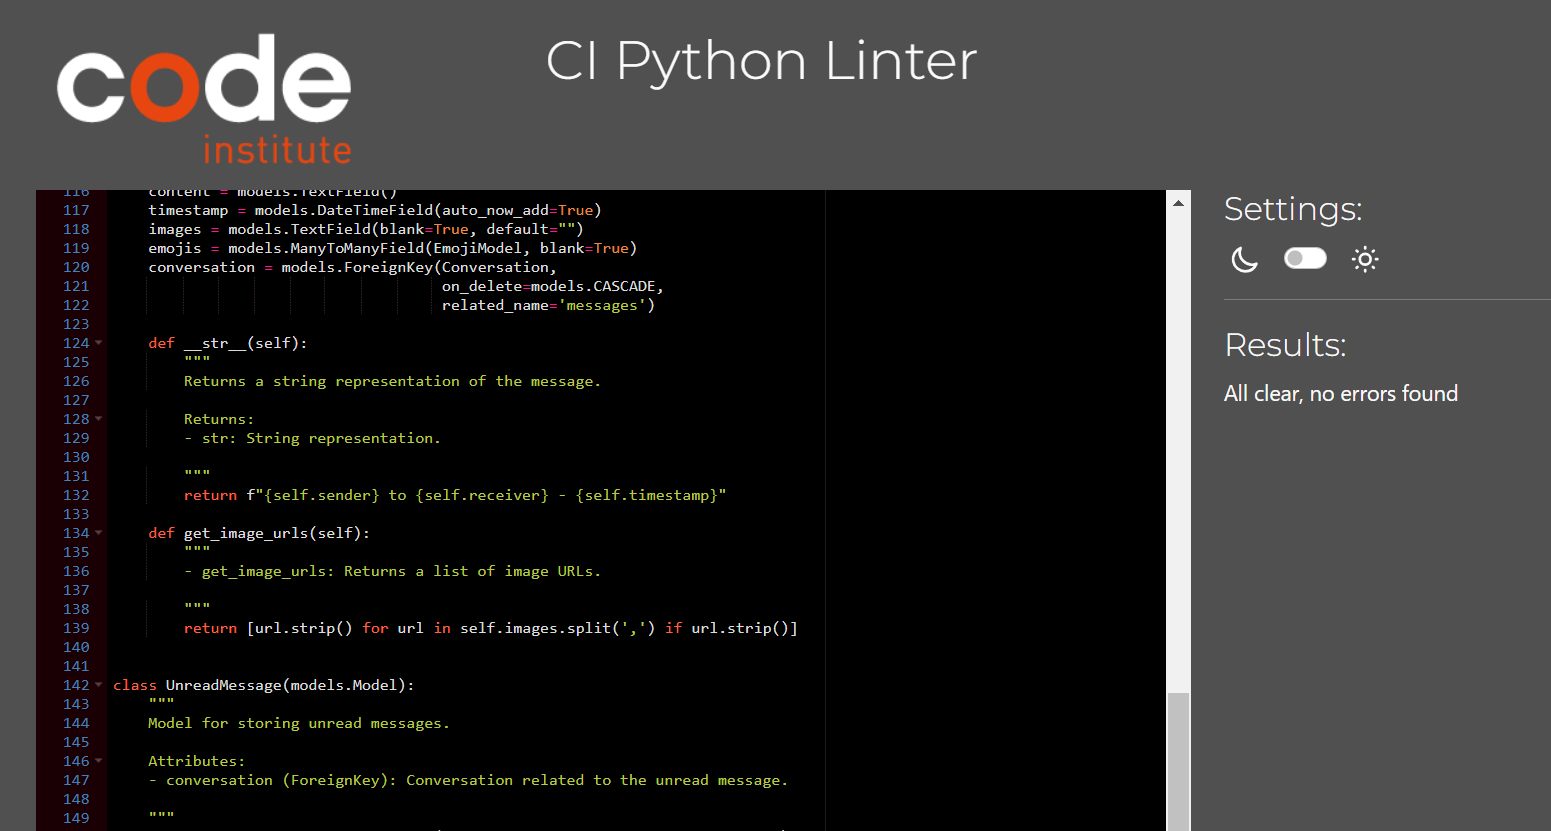 code
institute
CI Python Linter
116 content = models.TextField()
117 timestamp = models.DateTimeField(auto_now_add=True)
118 images = models.TextField(blank=True, default="")
119 emojis = models.ManyToManyField(EmojiModel, blank=True)
120 conversation = models.ForeignKey(Conversation,
121 on_delete=models.CASCADE,
122 related_name='messages')
123
124 def __str__(self):
125 """
126 Returns a string representation of the message.
127
128 Returns:
129 - str: String representation.
130
131 """
132 return f"{self.sender} to {self.receiver} - {self.timestamp}"
133
134 def get_image_urls(self):
135 """
136 - get_image_urls: Returns a list of image URLs.
137
138 """
139 return [url.strip() for url in self.images.split(',') if url.strip()]
140
141
142 class UnreadMessage(models.Model):
143 """
144 Model for storing unread messages.
145
146 Attributes:
147 - conversation (ForeignKey): Conversation related to the unread message.
148
149 """
Settings:
Results:
All clear, no errors found